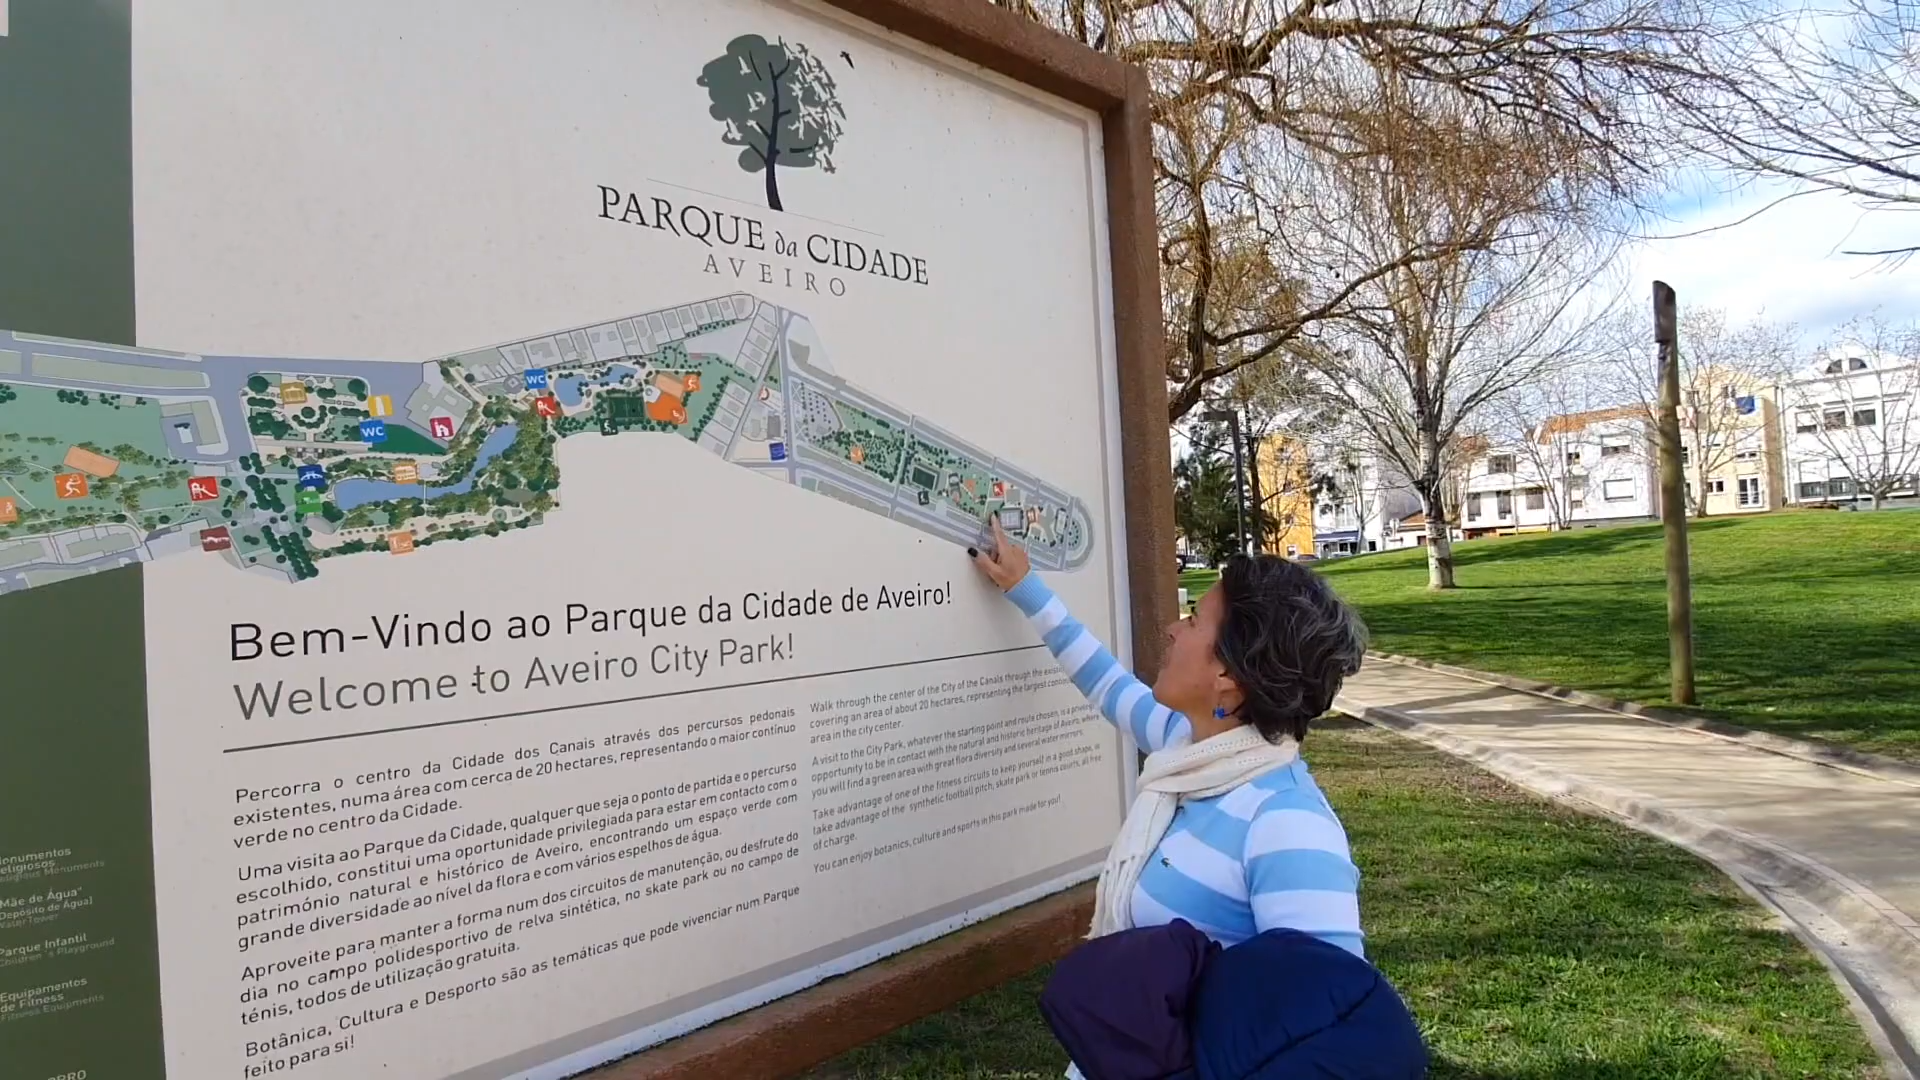 PARQUE da CIDADE
AVEIRO
WC
WC
Bem-Vindo ao Parque da Cidade de Aveiro!
Welcome to Aveiro City Park!
Percorra o centro da Cidade dos Canais através dos percursos pedonais
existentes, numa área com cerca de 20 hectares, representando o maior contínuo
verde no centro da Cidade.
Uma visita ao Parque da Cidade, qualquer que seja o ponto de partida e o percurso
escolhido, constitui uma oportunidade privilegiada para estar em contacto com o
património natural e histórico de Aveiro, encontrando um espaço verde com
grande diversidade ao nível da flora e com vários espelhos de água.
Aproveite para manter a forma num dos circuitos de manutenção, ou desfrute do
dia no campo polidesportivo de relva sintética, no skate park ou no campo de
ténis, todos de utilização gratuita.
Botânica, Cultura e Desporto são as temáticas que pode vivenciar num Parque
feito para si!
Walk through the center of the City of the Canals through the
covering an area of about 20 hectares, representing the largest
area in the city center.
A visit to the City Park, whatever the starting point and route chosen, is a
opportunity to be in contact with the natural and historic heritage of Aveiro, where
you will find a green area with great flora diversity and several water mirrors.
Take advantage of one of the fitness circuits to keep yourself in a good shape, or
take advantage of the synthetic football pitch, skate park or tennis courts, all free
of charge.
You can enjoy botanics, culture and sports in this park made for you!
Monuments
"Mãe de Água"
Depósito de Água)
Water Tower
Parque Infantil
Children´s Playground
Equipamentos
de Fitness
Fitness Equipments